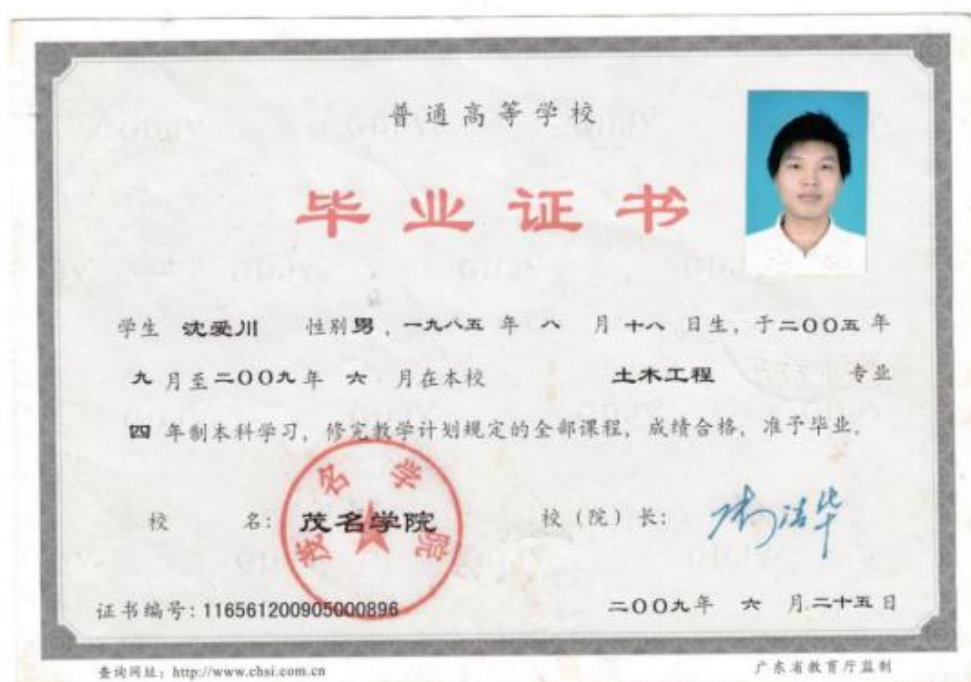 普通高等学校
毕业证书
学生 沈爱川 性别男，一九八五年 八 月十八 日生，于二〇〇五年
九 月至二〇〇九年 六 月在本校 土木工程 专业
四 年制本科学习，修完教学计划规定的全部课程，成绩合格，准予毕业。
校 名：茂名学院 校（院）长：
茂名学院
证书编号：116561200905000896 二〇〇九年 六 月二十五日
查询网址：http://www.chsi.com.cn 广东省教育厅监制